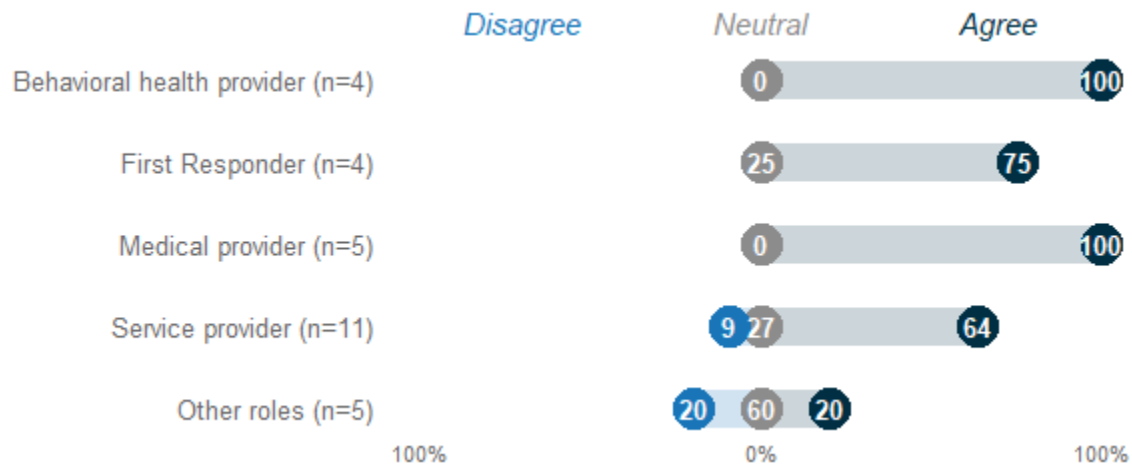 Disagree Neutral Agree
Behavioral health provider (n=4) 0 100
First Responder (n=4) 25 75
Medical provider (n=5) 0 100
Service provider (n=11) 9 27 64
Other roles (n=5) 20 60 20
100% 0% 100%